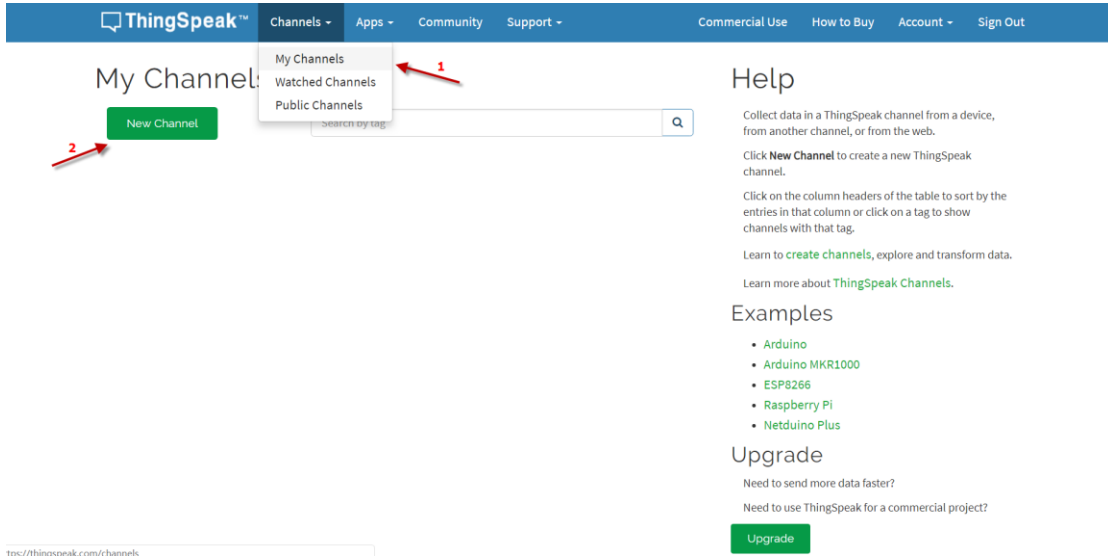 ThingSpeak™ Channels Apps Community Support Commercial Use How to Buy Account Sign Out
My Channels
Watched Channels
Public Channels
1
My Channels
New Channel
Search by tag
2
Help
Collect data in a ThingSpeak channel from a device,
from another channel, or from the web.
Click New Channel to create a new ThingSpeak
channel.
Click on the column headers of the table to sort by the
entries in that column or click on a tag to show
channels with that tag.
Learn to create channels, explore and transform data.
Learn more about ThingSpeak Channels.
Examples
• Arduino
• Arduino MKR1000
• ESP8266
• Raspberry Pi
• Netduino Plus
Upgrade
Need to send more data faster?
Need to use ThingSpeak for a commercial project?
Upgrade
tps://thingspeak.com/channels